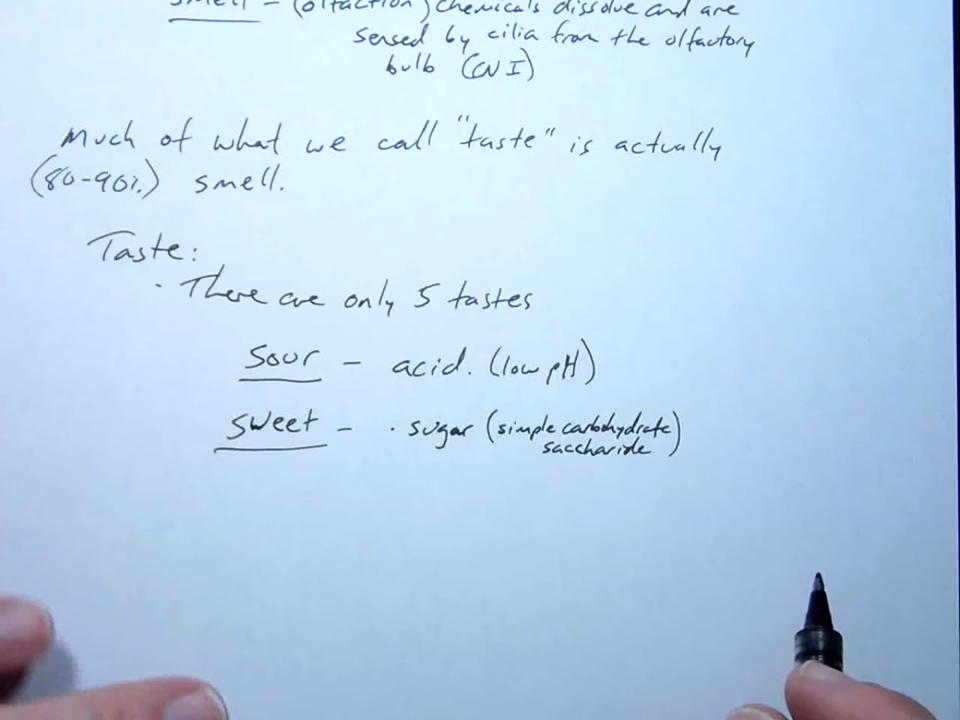 smell - (olfaction) chemicals dissolve and are
sensed by cilia from the olfactory
bulb (CN I)
Much of what we call "taste" is actually
(80-90%) smell.
Taste:
· There are only 5 tastes
sour - acid. (low pH)
sweet - · sugar (simple carbohydrate)
saccharide